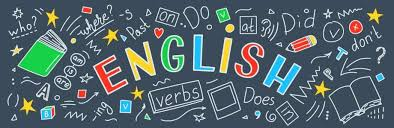 who?
where?
Past
on
Do
at
Did
don't
ENGLISH
A
a
verbs
Does
B
V